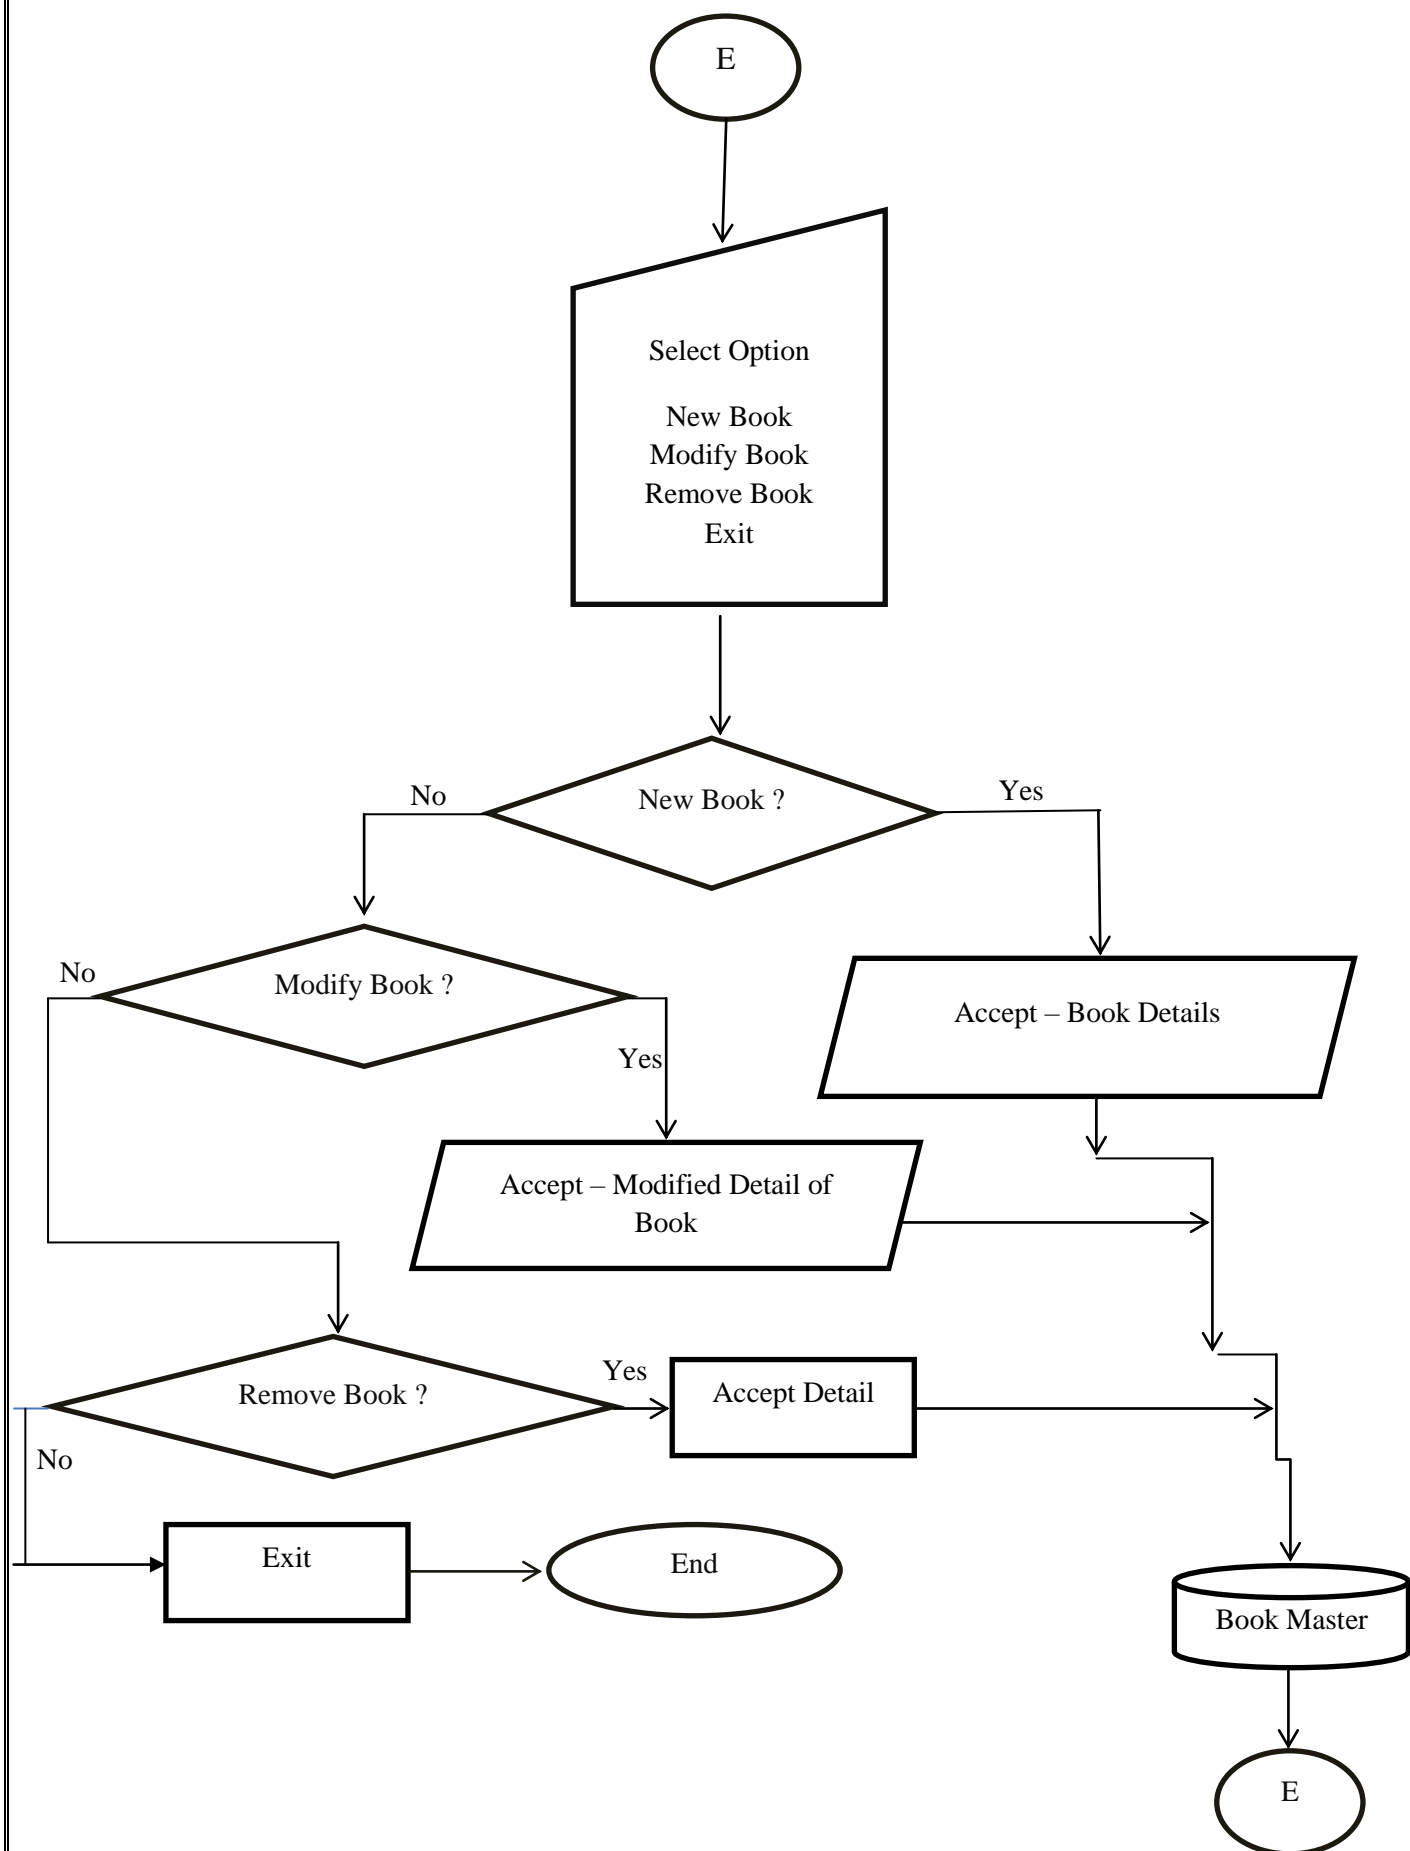 E
Select Option
New Book
Modify Book
Remove Book
Exit
New Book ?
No
Yes
Modify Book ?
No
Yes
Accept – Book Details
Accept – Modified Detail of
Book
Remove Book ?
Yes
Accept Detail
No
Exit
End
Book Master
E